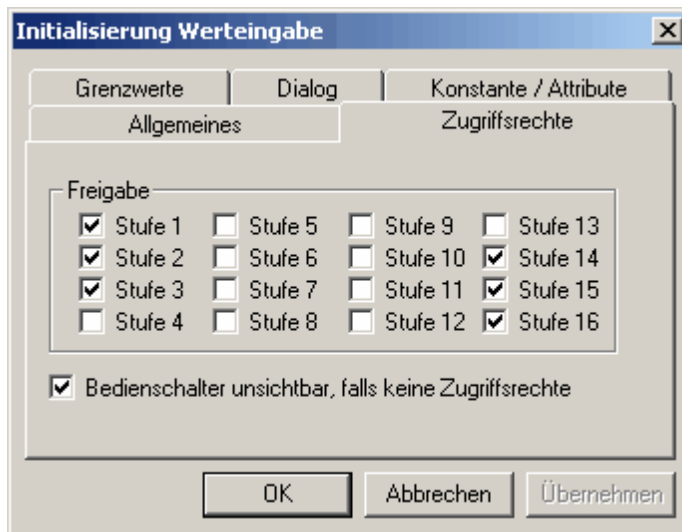 Initialisierung Werteingabe
Grenzwerte Dialog Konstante / Attribute
Allgemeines Zugriffsrechte
Freigabe
Stufe 1 Stufe 5 Stufe 9 Stufe 13
Stufe 2 Stufe 6 Stufe 10 Stufe 14
Stufe 3 Stufe 7 Stufe 11 Stufe 15
Stufe 4 Stufe 8 Stufe 12 Stufe 16
Bedienschalter unsichtbar, falls keine Zugriffsrechte
OK Abbrechen Übernehmen